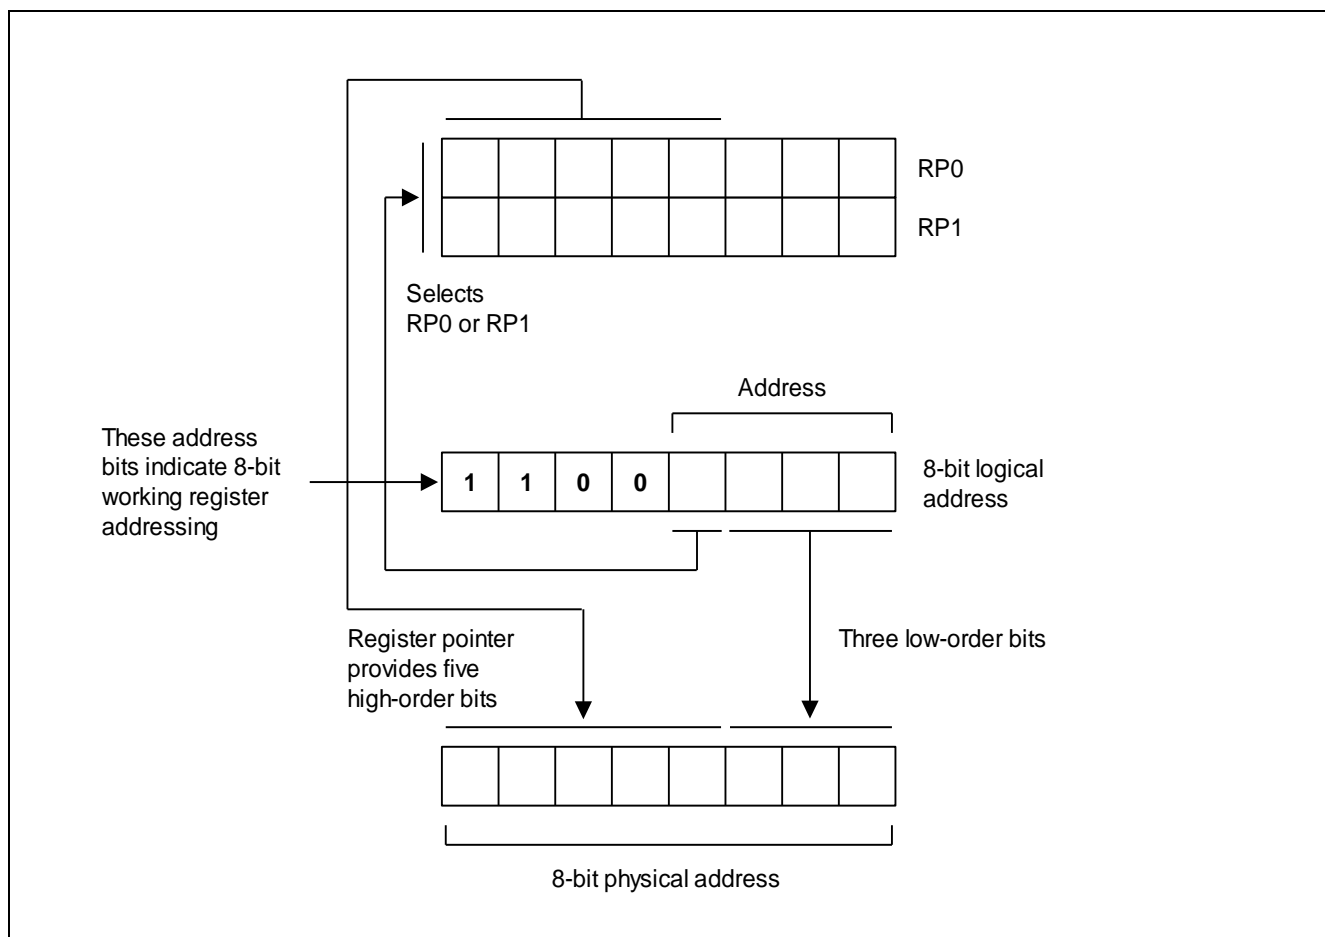 RP0
RP1
Selects
RP0 or RP1
Address
These address
bits indicate 8-bit
working register
addressing
1 1 0 0
8-bit logical
address
Register pointer
provides five
high-order bits
Three low-order bits
8-bit physical address